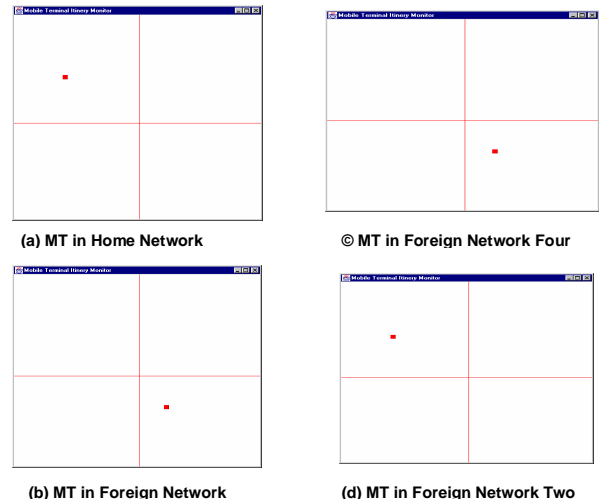 Mobile Terminal Itinery Monitor
Mobile Terminal Itinery Monitor
(a) MT in Home Network
© MT in Foreign Network Four
Mobile Terminal Itinery Monitor
Mobile Terminal Itinery Monitor
(b) MT in Foreign Network
(d) MT in Foreign Network Two